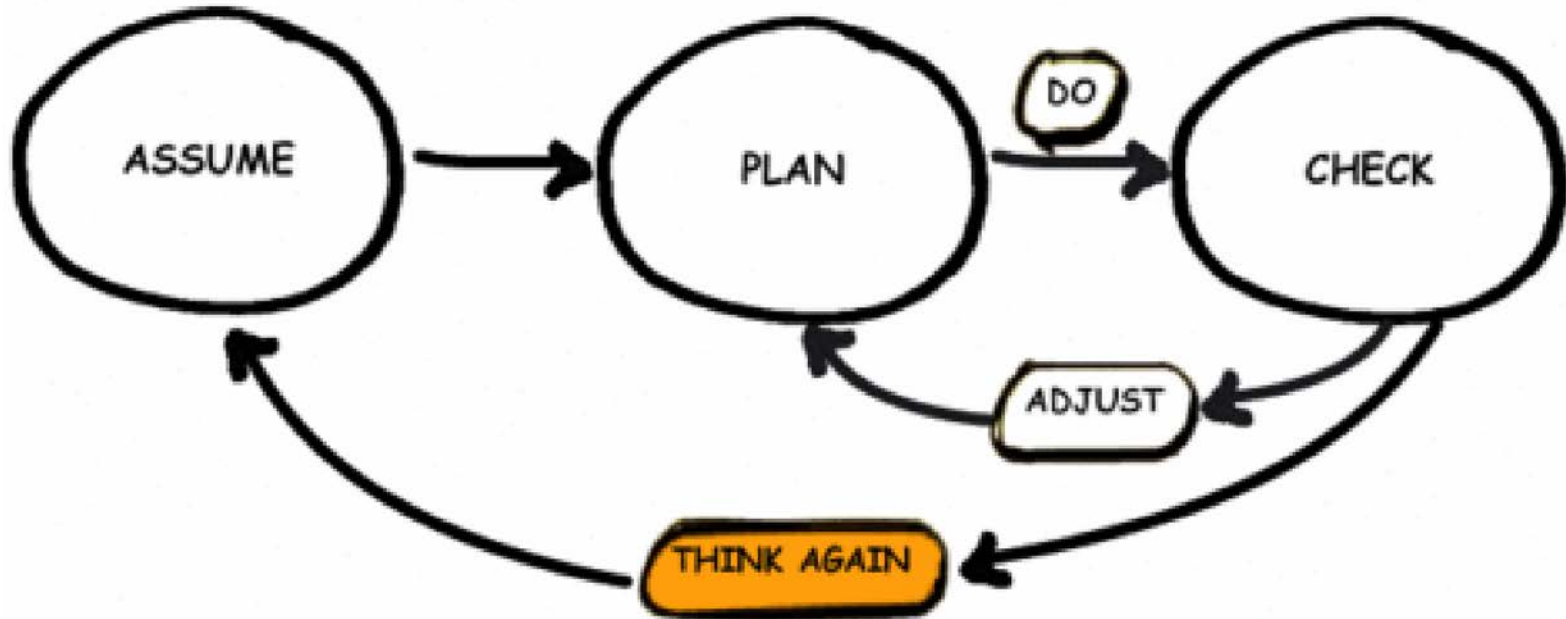 ASSUME
PLAN
DO
CHECK
ADJUST
THINK AGAIN